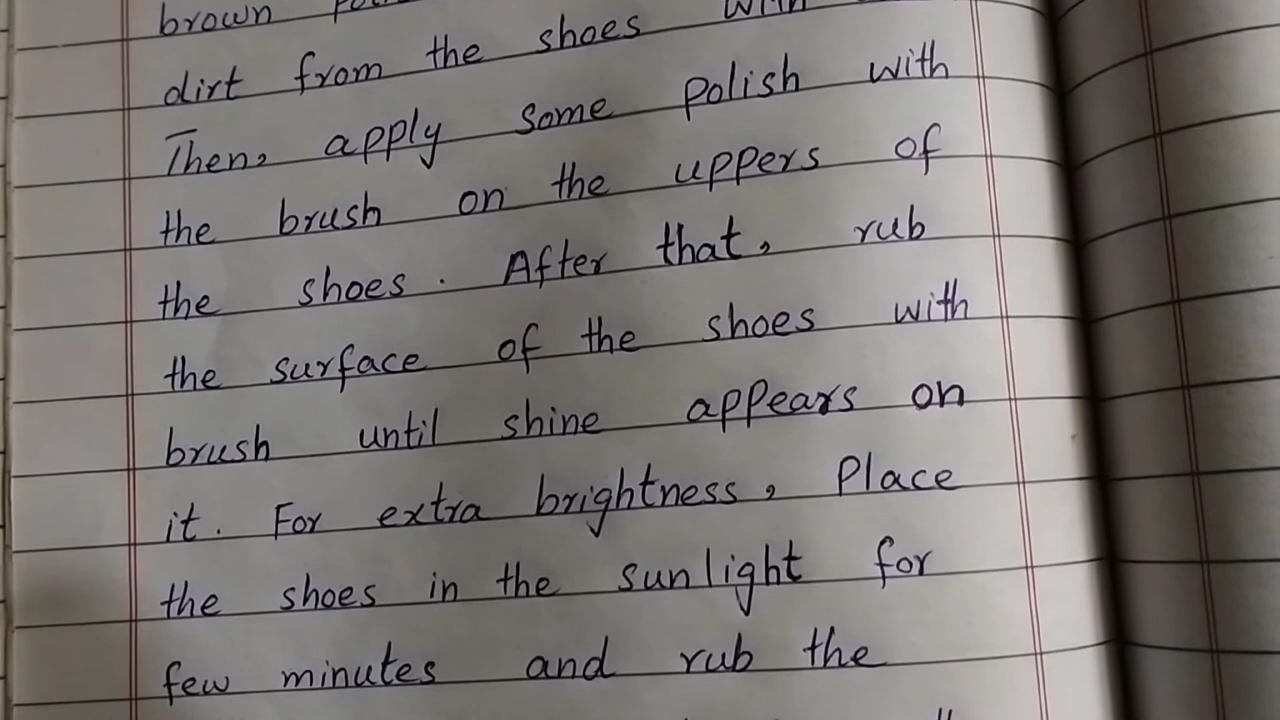 brown
dirt from the shoes with
Then, apply some polish with
the brush on the uppers of
the shoes. After that, rub
the surface of the shoes with
brush until shine appears on
it. For extra brightness, Place
the shoes in the sunlight for
few minutes and rub the